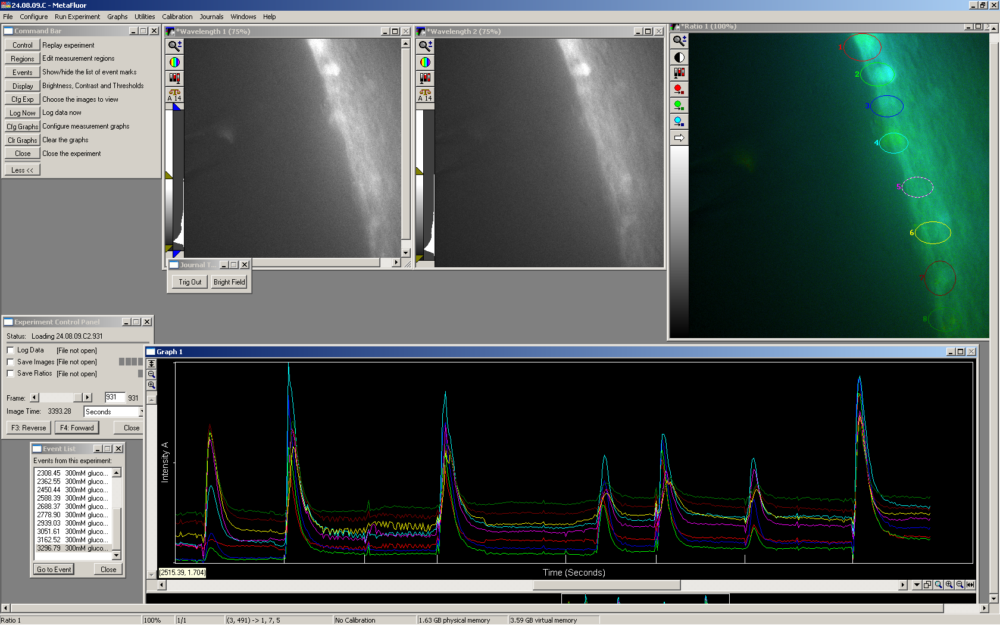 24.08.09.C - MetaFluor
File Configure Run Experiment Graphs Utilities Calibration Journals Windows Help
Command Bar
Control Replay experiment
Regions Edit measurement regions
Events Show/hide the list of event marks
Display Brightness, Contrast and Thresholds
Cfg Exp Choose the images to view
Log Now Log data now
Cfg Graphs Configure measurement graphs
Clr Graphs Clear the graphs
Close Close the experiment
Less <<
*Wavelength 1 (75%)
A 14
*Wavelength 2 (75%)
A 14
*Ratio 1 (100%)
1
2
3
4
5
6
7
8
Journal T...
Trig Out Bright Field
Experiment Control Panel
Status: Loading 24.08.09.C2.931
Log Data [File not open]
Save Images [File not open]
Save Ratios [File not open]
Frame: 931 931
Image Time: 3393.28 Seconds
F3: Reverse F4: Forward Close
Event List
Events from this experiment:
2308.45 300mM gluco...
2362.55 300mM gluco...
2450.44 300mM gluco...
2588.39 300mM gluco...
2688.37 300mM gluco...
2778.90 300mM gluco...
2939.03 300mM gluco...
3051.61 300mM gluco...
3162.52 300mM gluco...
3296.79 300mM gluco...
Go to Event Close
Graph 1
Intensity A
(2515.39, 1.704)
Time (Seconds)
Ratio 1 100% 1/1 (3, 491) -> 1, 7, 5 No Calibration 1.63 GB physical memory 3.59 GB virtual memory